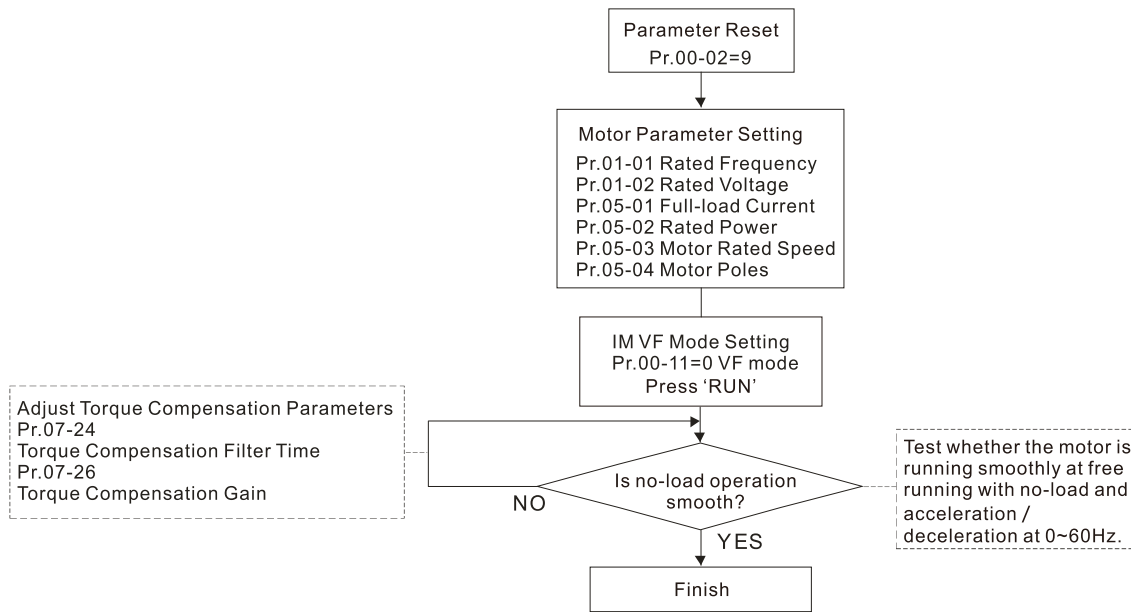 Parameter Reset
Pr.00-02=9
Motor Parameter Setting
Pr.01-01 Rated Frequency
Pr.01-02 Rated Voltage
Pr.05-01 Full-load Current
Pr.05-02 Rated Power
Pr.05-03 Motor Rated Speed
Pr.05-04 Motor Poles
IM VF Mode Setting
Pr.00-11=0 VF mode
Press ‘RUN’
Adjust Torque Compensation Parameters
Pr.07-24
Torque Compensation Filter Time
Pr.07-26
Torque Compensation Gain
Is no-load operation
smooth?
NO
YES
Test whether the motor is
running smoothly at free
running with no-load and
acceleration /
deceleration at 0~60Hz.
Finish